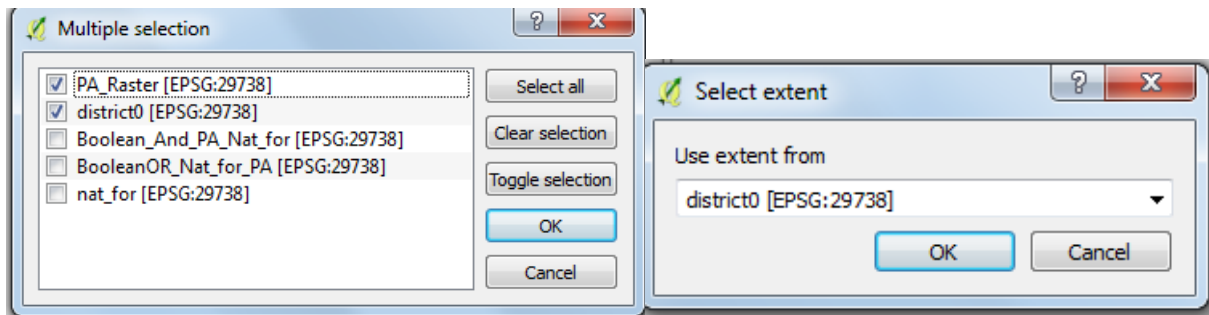 Multiple selection
PA_Raster [EPSG:29738]
district0 [EPSG:29738]
Boolean_And_PA_Nat_for [EPSG:29738]
BooleanOR_Nat_for_PA [EPSG:29738]
nat_for [EPSG:29738]
Select all
Clear selection
Toggle selection
OK
Cancel
Select extent
Use extent from
district0 [EPSG:29738]
OK
Cancel